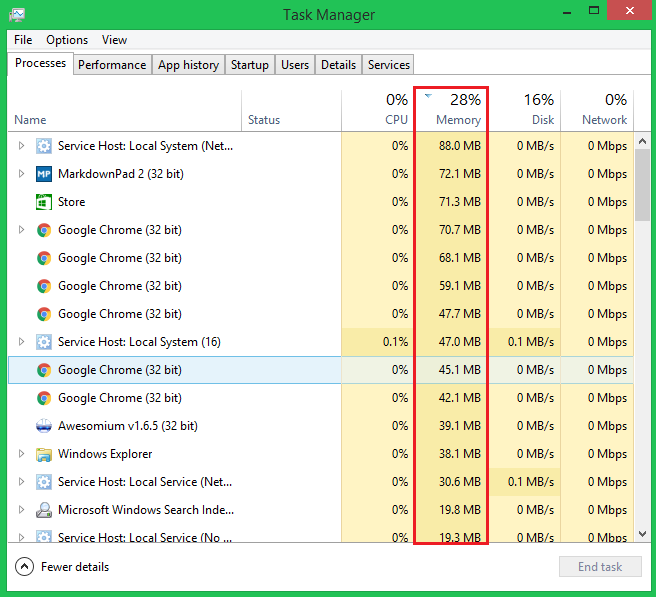 Task Manager
File Options View
Processes Performance App history Startup Users Details Services
0% 28% 16% 0%
Name Status CPU Memory Disk Network
Service Host: Local System (Net... 0% 88.0 MB 0 MB/s 0 Mbps
MP MarkdownPad 2 (32 bit) 0% 72.1 MB 0 MB/s 0 Mbps
Store 0% 71.3 MB 0 MB/s 0 Mbps
Google Chrome (32 bit) 0% 70.7 MB 0 MB/s 0 Mbps
Google Chrome (32 bit) 0% 68.1 MB 0 MB/s 0 Mbps
Google Chrome (32 bit) 0% 59.1 MB 0 MB/s 0 Mbps
Google Chrome (32 bit) 0% 47.7 MB 0 MB/s 0 Mbps
Service Host: Local System (16) 0.1% 47.0 MB 0.1 MB/s 0 Mbps
Google Chrome (32 bit) 0% 45.1 MB 0 MB/s 0 Mbps
Google Chrome (32 bit) 0% 42.1 MB 0 MB/s 0 Mbps
Awesomium v1.6.5 (32 bit) 0% 39.1 MB 0 MB/s 0 Mbps
Windows Explorer 0% 38.1 MB 0 MB/s 0 Mbps
Service Host: Local Service (Net... 0% 30.6 MB 0.1 MB/s 0 Mbps
Microsoft Windows Search Inde... 0% 19.8 MB 0 MB/s 0 Mbps
Service Host: Local Service (No ... 0% 19.3 MB 0 MB/s 0 Mbps
Fewer details End task